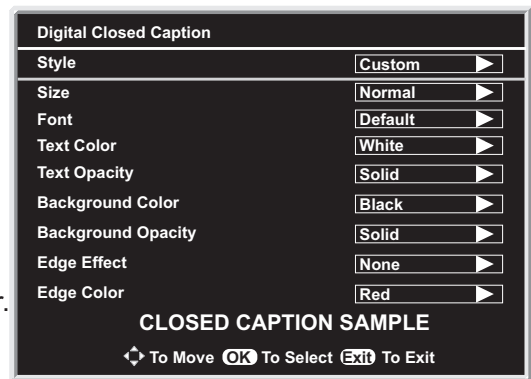 Digital Closed Caption
Style Custom
Size Normal
Font Default
Text Color White
Text Opacity Solid
Background Color Black
Background Opacity Solid
Edge Effect None
Edge Color Red
CLOSED CAPTION SAMPLE
To Move OK To Select Exit To Exit